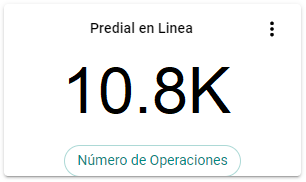 Predial en Linea
10.8K
Número de Operaciones